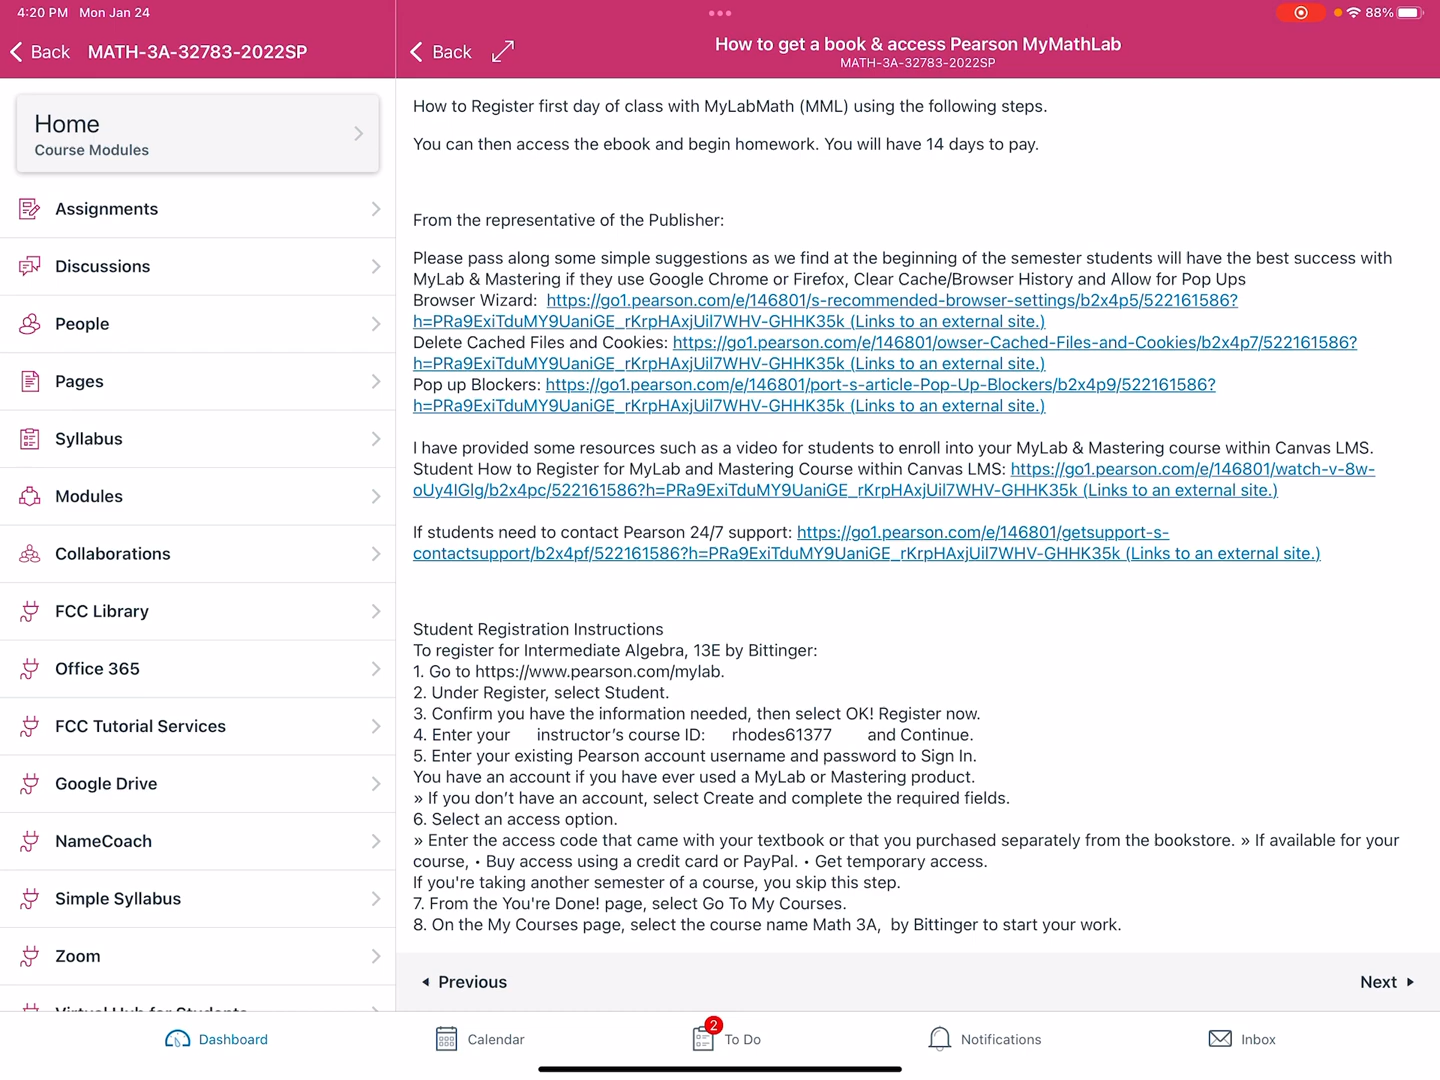 4:20 PM Mon Jan 24
88%
Back MATH-3A-32783-2022SP
Home
Course Modules
Assignments
Discussions
People
Pages
Syllabus
Modules
Collaborations
FCC Library
Office 365
FCC Tutorial Services
Google Drive
NameCoach
Simple Syllabus
Zoom
Virtual Hub for Students
Back
How to get a book & access Pearson MyMathLab
MATH-3A-32783-2022SP
How to Register first day of class with MyLabMath (MML) using the following steps.
You can then access the ebook and begin homework. You will have 14 days to pay.
From the representative of the Publisher:
Please pass along some simple suggestions as we find at the beginning of the semester students will have the best success with
MyLab & Mastering if they use Google Chrome or Firefox, Clear Cache/Browser History and Allow for Pop Ups
Browser Wizard: https://go1.pearson.com/e/146801/s-recommended-browser-settings/b2x4p5/522161586?
h=PRa9ExiTduMY9UaniGE_rKrpHAxjUil7WHV-GHHK35k (Links to an external site.)
Delete Cached Files and Cookies: https://go1.pearson.com/e/146801/owser-Cached-Files-and-Cookies/b2x4p7/522161586?
h=PRa9ExiTduMY9UaniGE_rKrpHAxjUil7WHV-GHHK35k (Links to an external site.)
Pop up Blockers: https://go1.pearson.com/e/146801/port-s-article-Pop-Up-Blockers/b2x4p9/522161586?
h=PRa9ExiTduMY9UaniGE_rKrpHAxjUil7WHV-GHHK35k (Links to an external site.)
I have provided some resources such as a video for students to enroll into your MyLab & Mastering course within Canvas LMS.
Student How to Register for MyLab and Mastering Course within Canvas LMS: https://go1.pearson.com/e/146801/watch-v-8w-
oUy4IGlg/b2x4pc/522161586?h=PRa9ExiTduMY9UaniGE_rKrpHAxjUil7WHV-GHHK35k (Links to an external site.)
If students need to contact Pearson 24/7 support: https://go1.pearson.com/e/146801/getsupport-s-
contactsupport/b2x4pf/522161586?h=PRa9ExiTduMY9UaniGE_rKrpHAxjUil7WHV-GHHK35k (Links to an external site.)
Student Registration Instructions
To register for Intermediate Algebra, 13E by Bittinger:
1. Go to https://www.pearson.com/mylab.
2. Under Register, select Student.
3. Confirm you have the information needed, then select OK! Register now.
4. Enter your instructor's course ID: rhodes61377 and Continue.
5. Enter your existing Pearson account username and password to Sign In.
You have an account if you have ever used a MyLab or Mastering product.
» If you don't have an account, select Create and complete the required fields.
6. Select an access option.
» Enter the access code that came with your textbook or that you purchased separately from the bookstore. » If available for your
course, • Buy access using a credit card or PayPal. • Get temporary access.
If you're taking another semester of a course, you skip this step.
7. From the You're Done! page, select Go To My Courses.
8. On the My Courses page, select the course name Math 3A, by Bittinger to start your work.
Previous
Next
Dashboard
Calendar
2
To Do
Notifications
Inbox